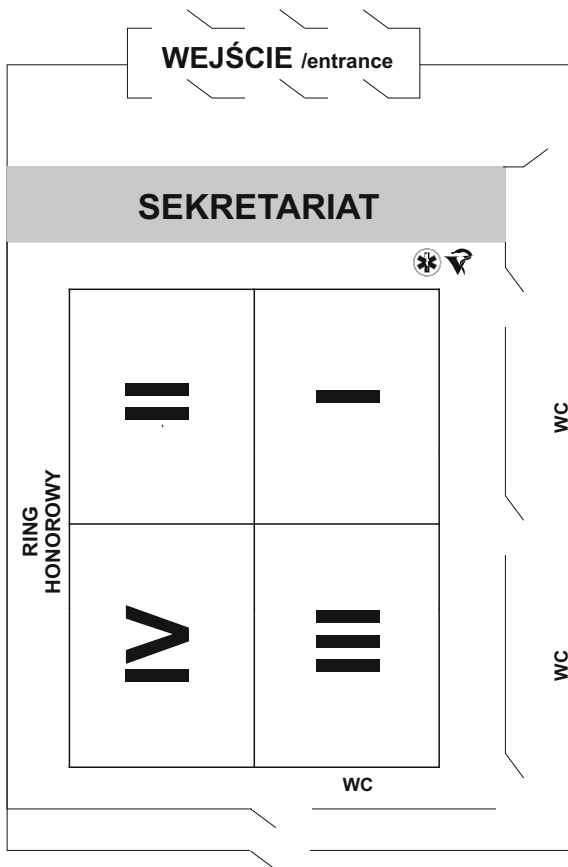 WEJŚCIE /entrance
SEKRETARIAT
II
I
WC
RING
HONOROWY
IV
III
WC
WC